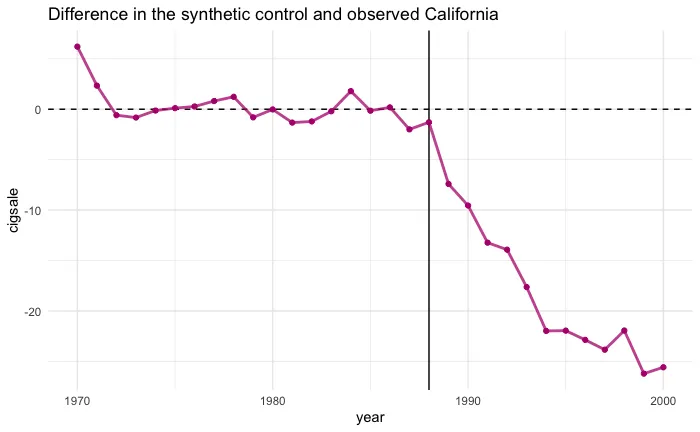 Difference in the synthetic control and observed California
cigsale
0
-10
-20
1970
1980
1990
2000
year